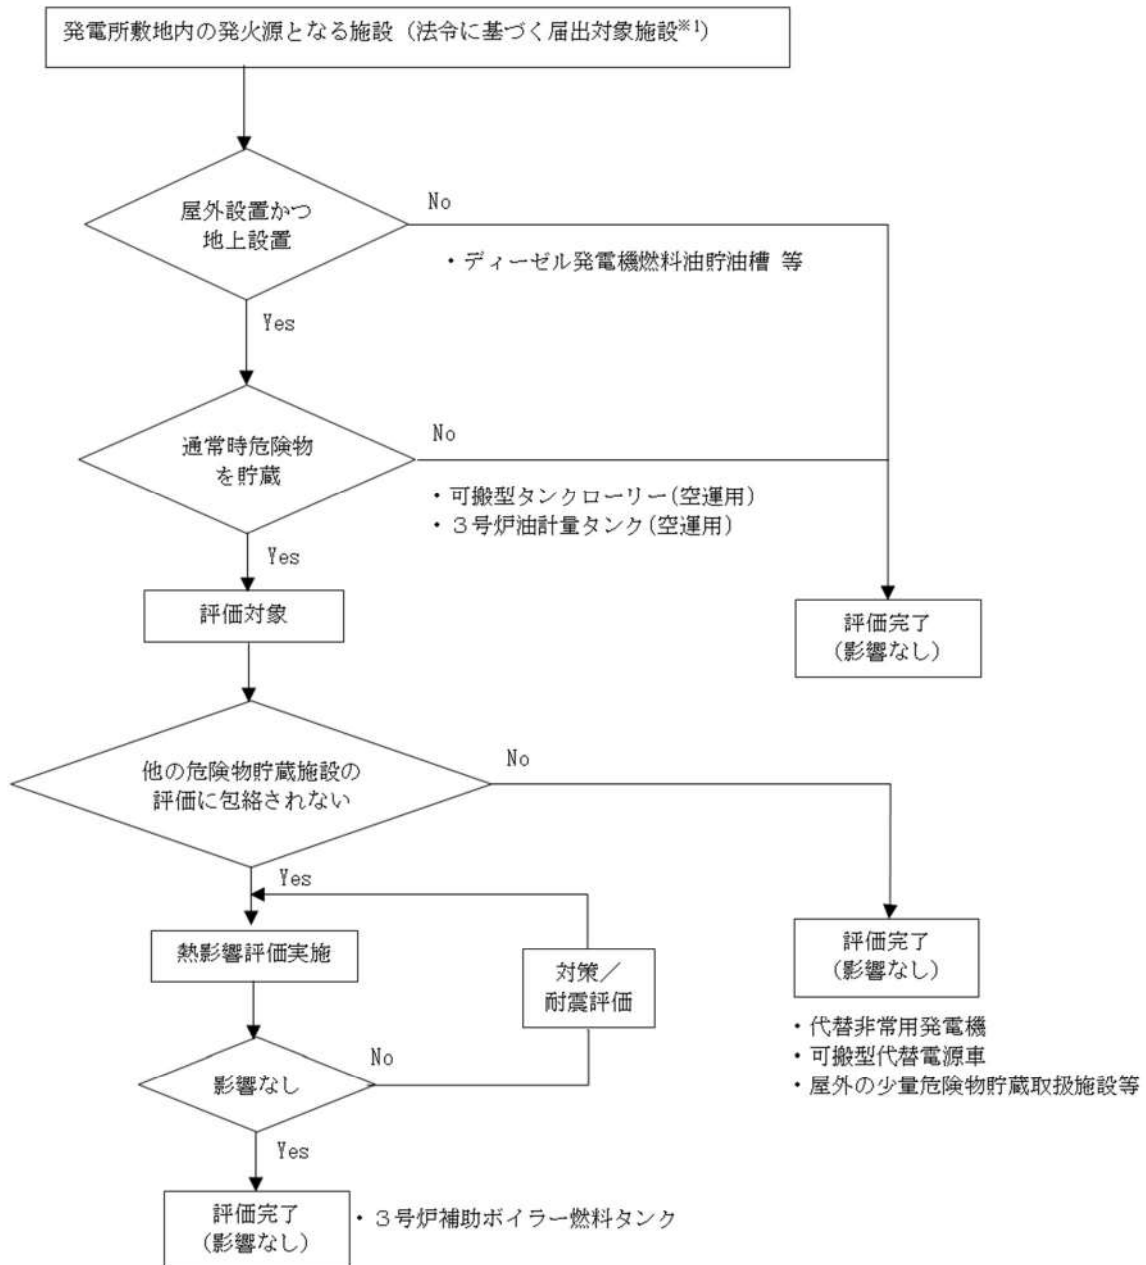 発電所敷地内の発火源となる施設（法令に基づく届出対象施設※1）
屋外設置かつ
地上設置
No
・ディーゼル発電機燃料油貯油槽 等
Yes
通常時危険物
を貯蔵
No
・可搬型タンクローリー(空運用)
・３号炉油計量タンク(空運用)
Yes
評価対象
評価完了
(影響なし)
他の危険物貯蔵施設の
評価に包絡されない
No
Yes
熱影響評価実施
対策／
耐震評価
評価完了
(影響なし)
・代替非常用発電機
・可搬型代替電源車
・屋外の少量危険物貯蔵取扱施設等
影響なし
No
Yes
評価完了
(影響なし)
・３号炉補助ボイラー燃料タンク